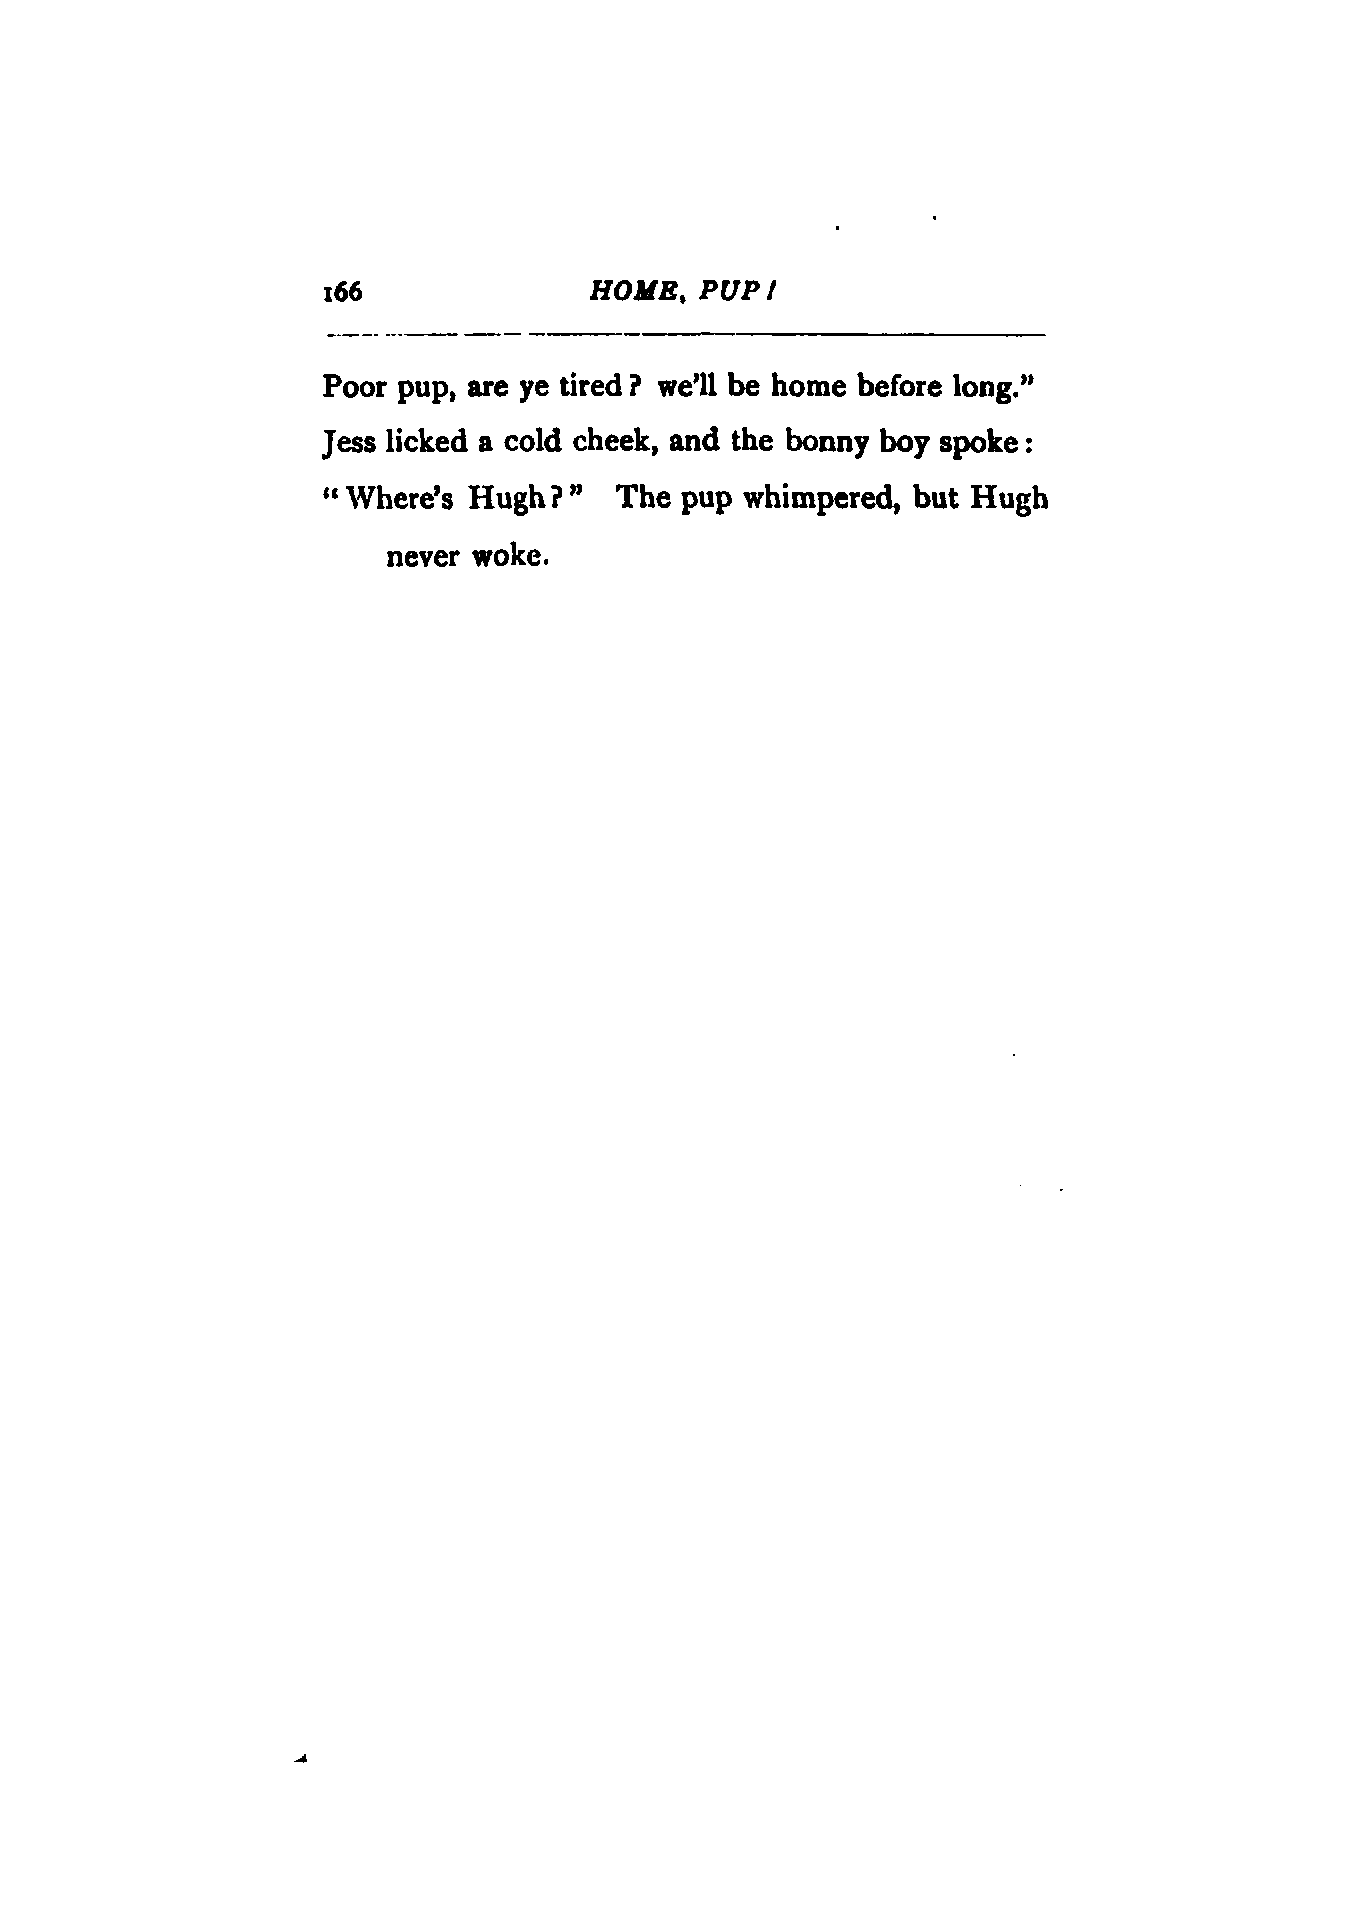 166 HOME, PUP!
Poor pup, are ye tired? we'll be home before long."
Jess licked a cold cheek, and the bonny boy spoke:
"Where's Hugh?" The pup whimpered, but Hugh
never woke.